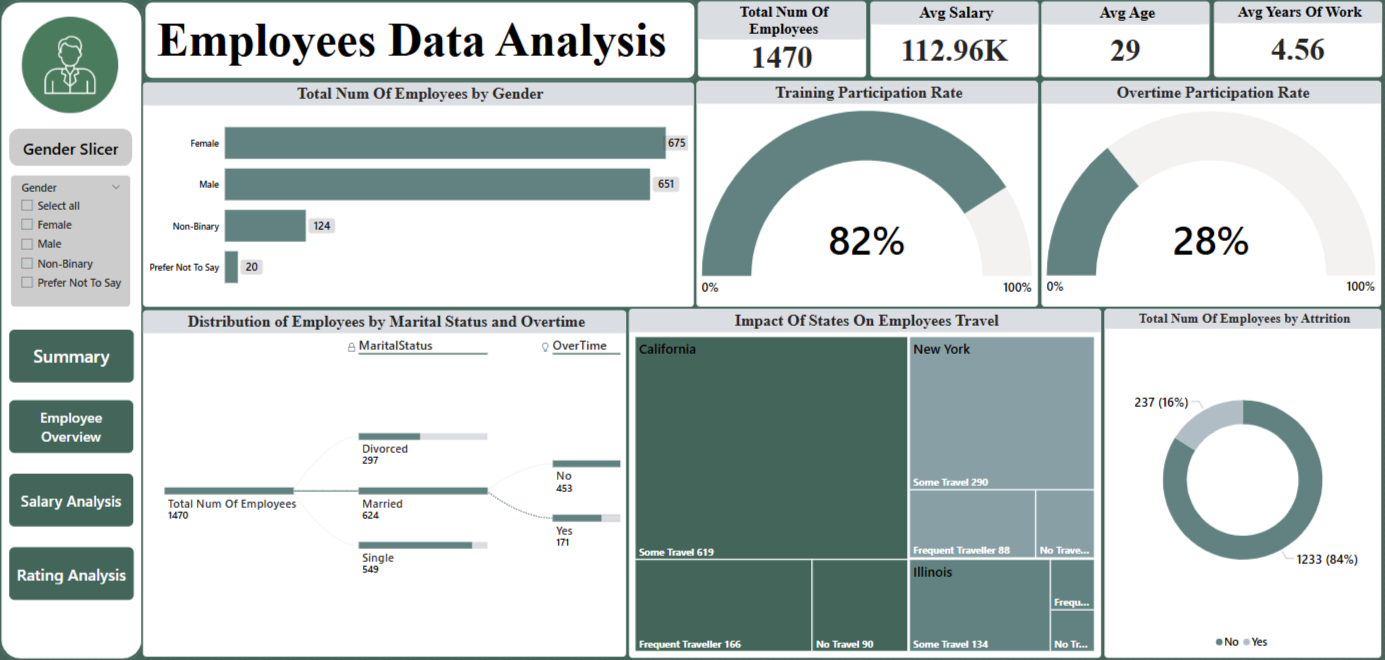 Employees Data Analysis
Total Num Of
Employees
1470
Avg Salary
112.96K
Avg Age
29
Avg Years Of Work
4.56
Gender Slicer
Gender
Select all
Female
Male
Non-Binary
Prefer Not To Say
Summary
Employee
Overview
Salary Analysis
Rating Analysis
Total Num Of Employees by Gender
Female
675
Male
651
Non-Binary
124
Prefer Not To Say
20
Training Participation Rate
82%
0%
100%
Overtime Participation Rate
28%
0%
100%
Distribution of Employees by Marital Status and Overtime
MaritalStatus
OverTime
Total Num Of Employees
1470
Divorced
297
Married
624
Single
549
No
453
Yes
171
Impact Of States On Employees Travel
California
Some Travel 619
Frequent Traveller 166
No Travel 90
New York
Some Travel 290
Frequent Traveller 88
No Trave...
Illinois
Some Travel 134
Frequ...
No Tr...
Total Num Of Employees by Attrition
237 (16%)
1233 (84%)
No
Yes